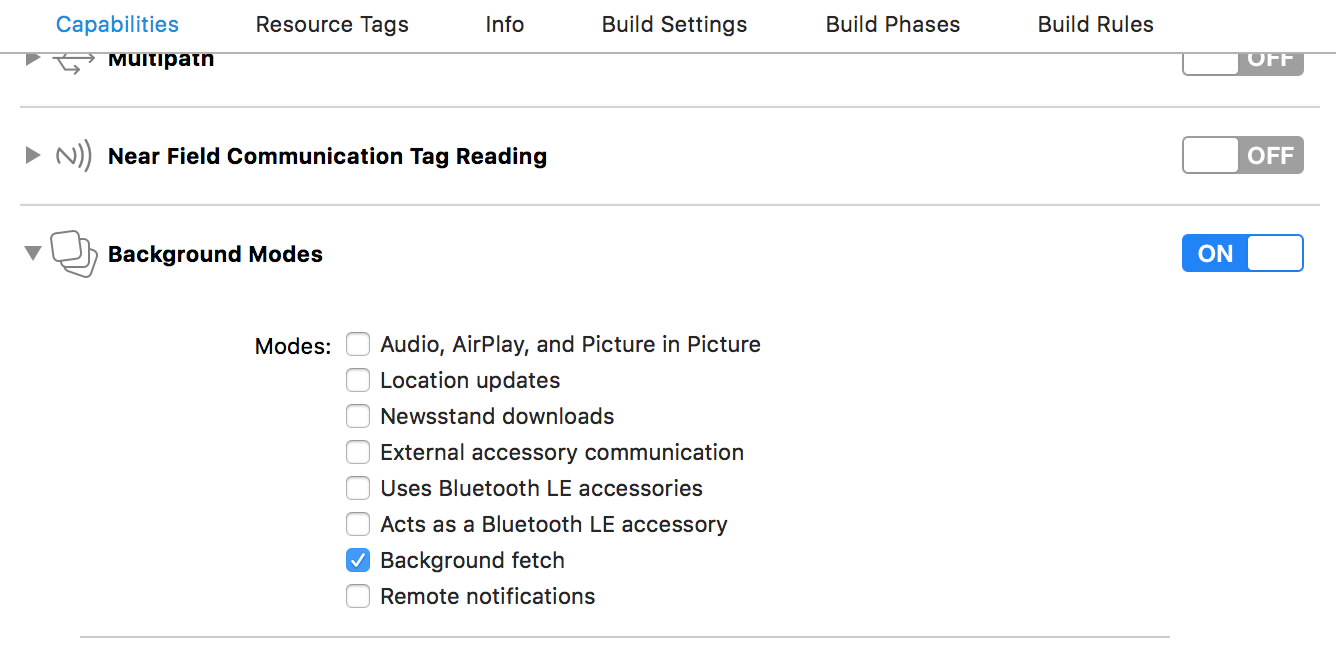 Capabilities Resource Tags Info Build Settings Build Phases Build Rules
Multipath OFF
Near Field Communication Tag Reading OFF
Background Modes ON
Modes: Audio, AirPlay, and Picture in Picture
Location updates
Newsstand downloads
External accessory communication
Uses Bluetooth LE accessories
Acts as a Bluetooth LE accessory
Background fetch
Remote notifications